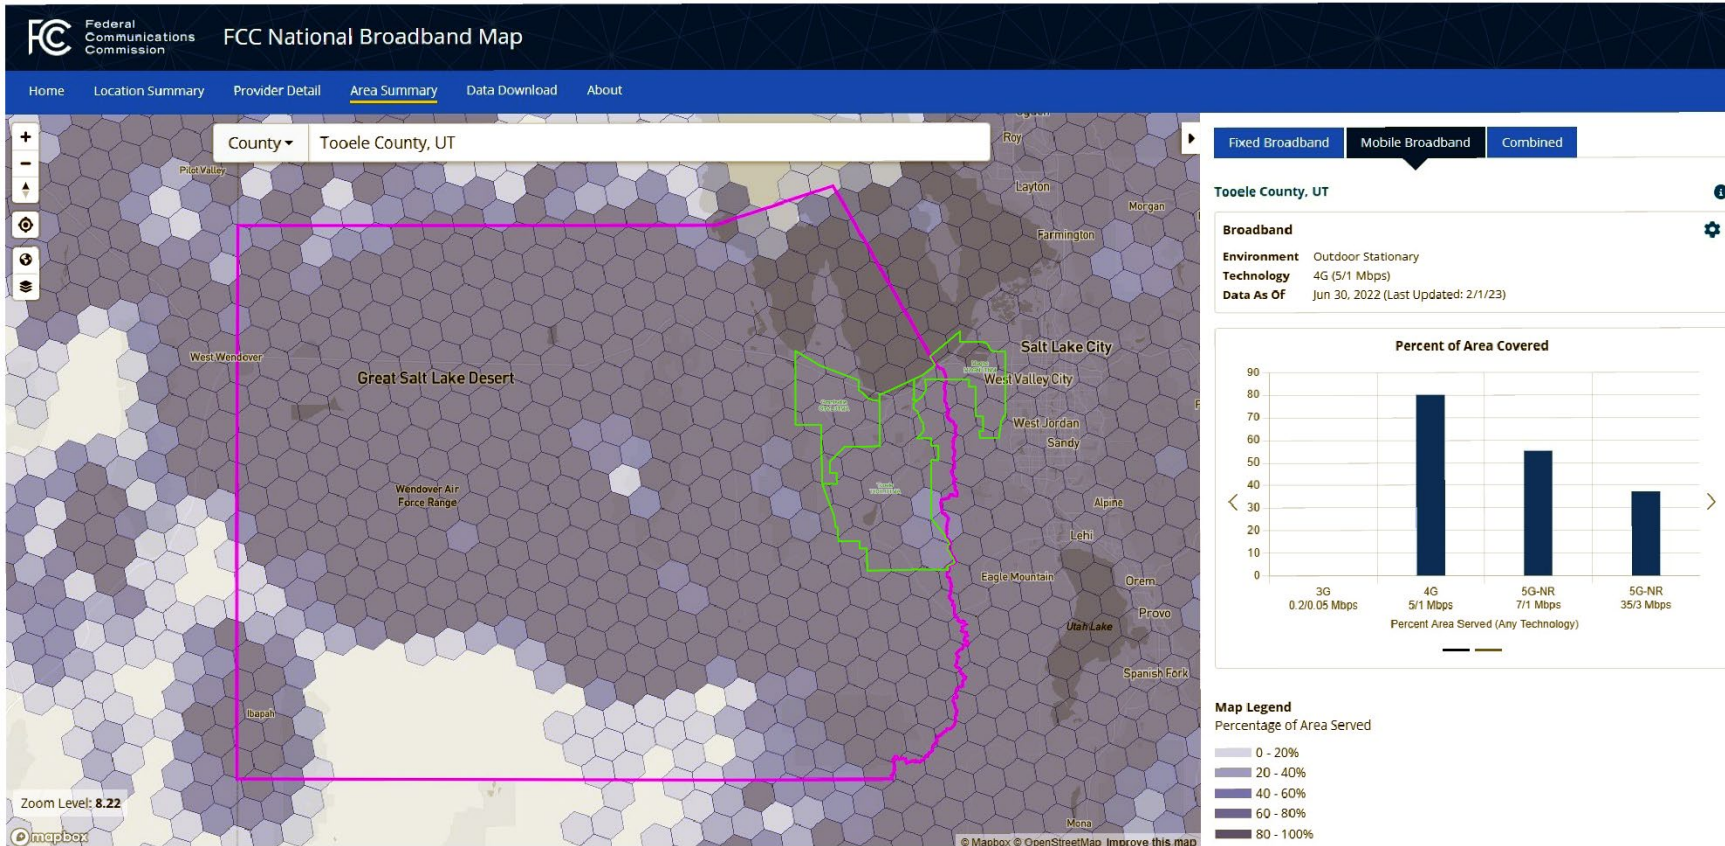 FCC Federal
Communications
Commission
FCC National Broadband Map
Home Location Summary Provider Detail Area Summary Data Download About
County Tooele County, UT
Roy
Pilot Valley
Layton
Morgan
Farmington
West Wendover
Great Salt Lake Desert
Salt Lake City
West Valley City
West Jordan
Sandy
Wendover Air
Force Range
Alpine
Lehi
Eagle Mountain
Orem
Provo
Utah Lake
Spanish Fork
Ibapah
Mona
Zoom Level: 8.22
mapbox
© Mapbox © OpenStreetMap Improve this map
Fixed Broadband Mobile Broadband Combined
Tooele County, UT
Broadband
Environment Outdoor Stationary
Technology 4G (5/1 Mbps)
Data As Of Jun 30, 2022 (Last Updated: 2/1/23)
Percent of Area Covered
90
80
70
60
50
40
30
20
10
0
3G 4G 5G-NR 5G-NR
0.2/0.05 Mbps 5/1 Mbps 7/1 Mbps 35/3 Mbps
Percent Area Served (Any Technology)
Map Legend
Percentage of Area Served
0 - 20%
20 - 40%
40 - 60%
60 - 80%
80 - 100%